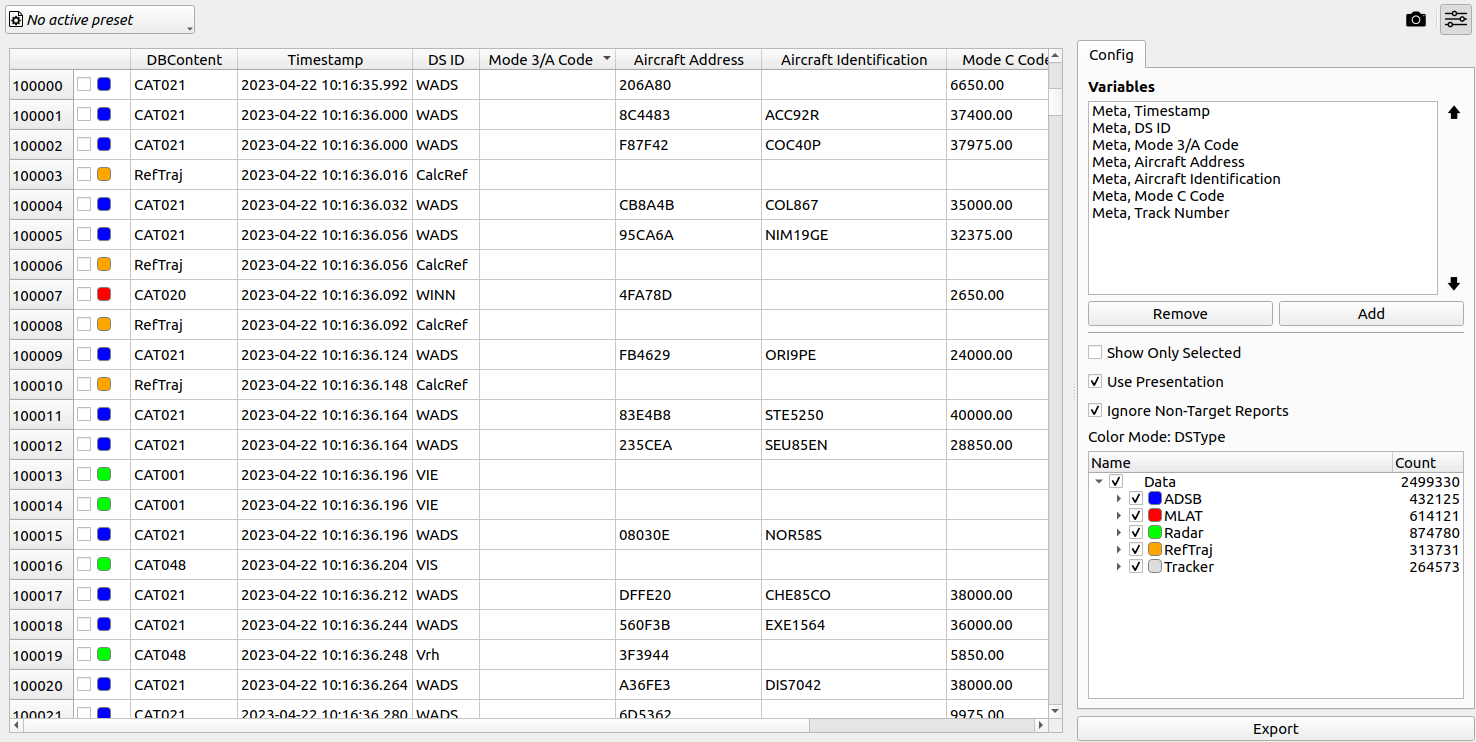 No active preset
DBContent Timestamp DS ID Mode 3/A Code Aircraft Address Aircraft Identification Mode C Code
100000 CAT021 2023-04-22 10:16:35.992 WADS 206A80 6650.00
100001 CAT021 2023-04-22 10:16:36.000 WADS 8C4483 ACC92R 37400.00
100002 CAT021 2023-04-22 10:16:36.000 WADS F87F42 COC40P 37975.00
100003 RefTraj 2023-04-22 10:16:36.016 CalcRef
100004 CAT021 2023-04-22 10:16:36.032 WADS CB8A4B COL867 35000.00
100005 CAT021 2023-04-22 10:16:36.056 WADS 95CA6A NIM19GE 32375.00
100006 RefTraj 2023-04-22 10:16:36.056 CalcRef
100007 CAT020 2023-04-22 10:16:36.092 WINN 4FA78D 2650.00
100008 RefTraj 2023-04-22 10:16:36.092 CalcRef
100009 CAT021 2023-04-22 10:16:36.124 WADS FB4629 ORI9PE 24000.00
100010 RefTraj 2023-04-22 10:16:36.148 CalcRef
100011 CAT021 2023-04-22 10:16:36.164 WADS 83E4B8 STE5250 40000.00
100012 CAT021 2023-04-22 10:16:36.164 WADS 235CEA SEU85EN 28850.00
100013 CAT001 2023-04-22 10:16:36.196 VIE
100014 CAT001 2023-04-22 10:16:36.196 VIE
100015 CAT021 2023-04-22 10:16:36.196 WADS 08030E NOR58S
100016 CAT048 2023-04-22 10:16:36.204 VIS
100017 CAT021 2023-04-22 10:16:36.212 WADS DFFE20 CHE85CO 38000.00
100018 CAT021 2023-04-22 10:16:36.244 WADS 560F3B EXE1564 36000.00
100019 CAT048 2023-04-22 10:16:36.248 Vrh 3F3944 5850.00
100020 CAT021 2023-04-22 10:16:36.264 WADS A36FE3 DIS7042 38000.00
100021 CAT021 2023-04-22 10:16:36.280 WADS 6D5362 9975.00
Config
Variables
Meta, Timestamp
Meta, DS ID
Meta, Mode 3/A Code
Meta, Aircraft Address
Meta, Aircraft Identification
Meta, Mode C Code
Meta, Track Number
Remove Add
Show Only Selected
Use Presentation
Ignore Non-Target Reports
Color Mode: DSType
Name Count
Data 2499330
ADSB 432125
MLAT 614121
Radar 874780
RefTraj 313731
Tracker 264573
Export